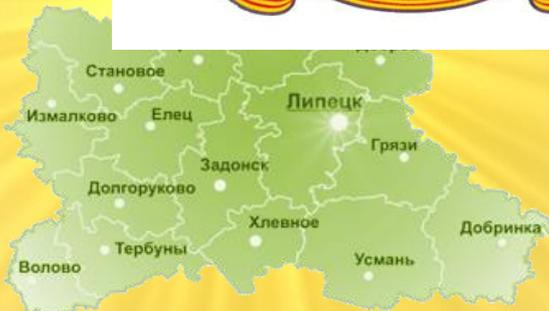 Становое
Липецк
Измалково
Елец
Грязи
Задонск
Долгоруково
Хлевное
Добринка
Тербуны
Усмань
Волово